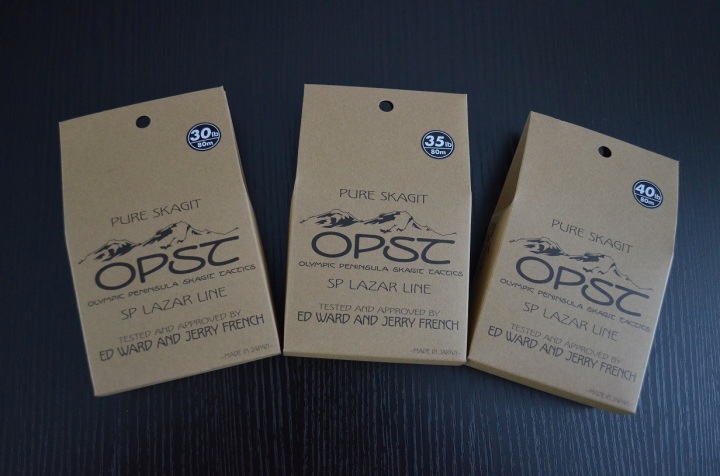 30lb
80m
PURE SKAGIT
OPST
OLYMPIC PENINSULA SKAGIT TACTICS
SP LAZAR LINE
TESTED AND APPROVED BY
ED WARD AND JERRY FRENCH
-MADE IN JAPAN-
35lb
80m
PURE SKAGIT
OPST
OLYMPIC PENINSULA SKAGIT TACTICS
SP LAZAR LINE
TESTED AND APPROVED BY
ED WARD AND JERRY FRENCH
-MADE IN JAPAN-
40lb
80m
PURE SKAGIT
OPST
OLYMPIC PENINSULA SKAGIT TACTICS
SP LAZAR LINE
TESTED AND APPROVED BY
ED WARD AND JERRY FRENCH
-MADE IN JAPAN-